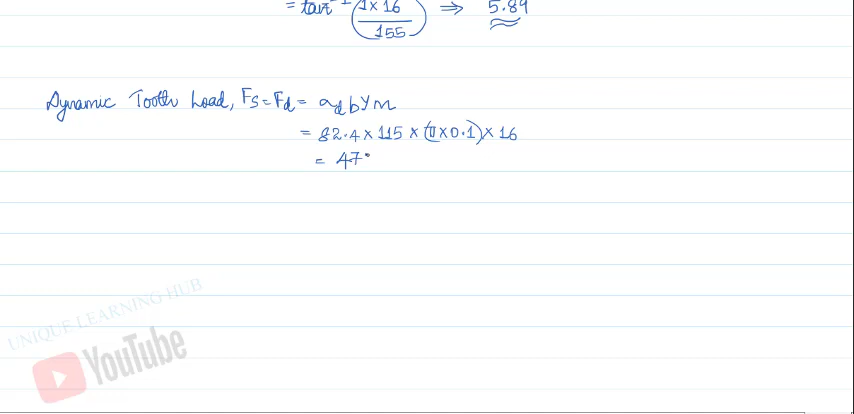 = tan⁻¹ (1 × 16 / 155) ⇒ 5.89
Dynamic Tooth Load, Fs = Fd = σd b Y m
= 82.4 × 115 × (π × 0.1) × 16
= 47
UNIQUE LEARNING HUB
YouTube